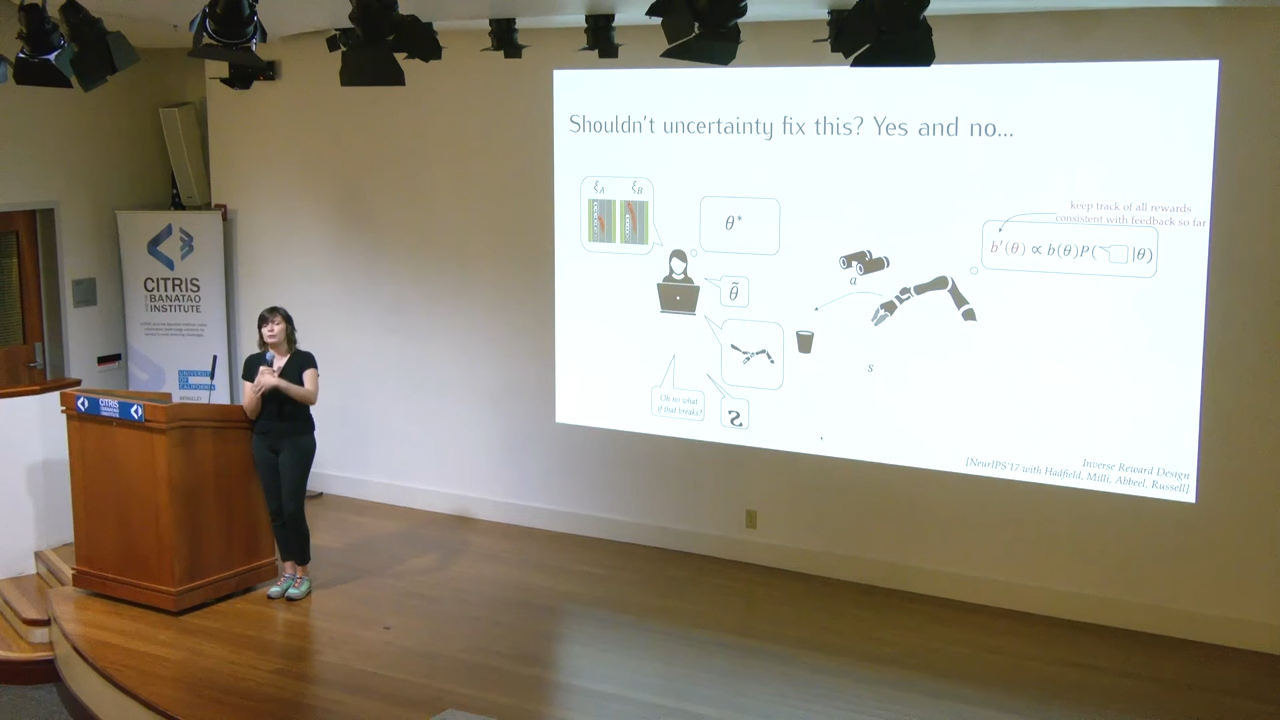 Shouldn't uncertainty fix this? Yes and no...
ξA ξB
θ*
keep track of all rewards
consistent with feedback so far
b'(θ) ∝ b(θ)P( |θ)
θ̃
a
s
Oh no what
if that breaks?
Inverse Reward Design
[NeurIPS'17 with Hadfield, Milli, Abbeel, Russell]
CITRIS
BANATAO
INSTITUTE
UNIVERSITY
OF
CALIFORNIA
BERKELEY
CITRIS
BANATAO
INSTITUTE